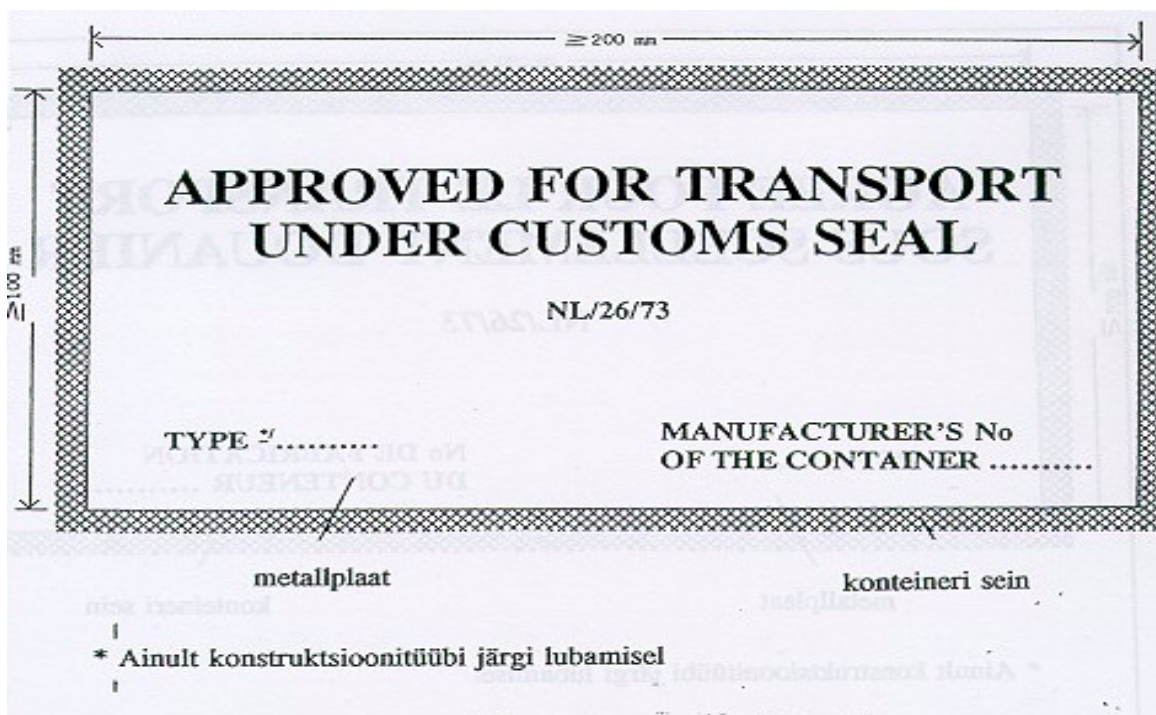 ≥200 mm
≥100 mm
APPROVED FOR TRANSPORT
UNDER CUSTOMS SEAL
NL/26/73
TYPE */..........
MANUFACTURER'S No
OF THE CONTAINER ..........
metallplaat
konteineri sein
* Ainult konstruktsioonitüübi järgi lubamisel